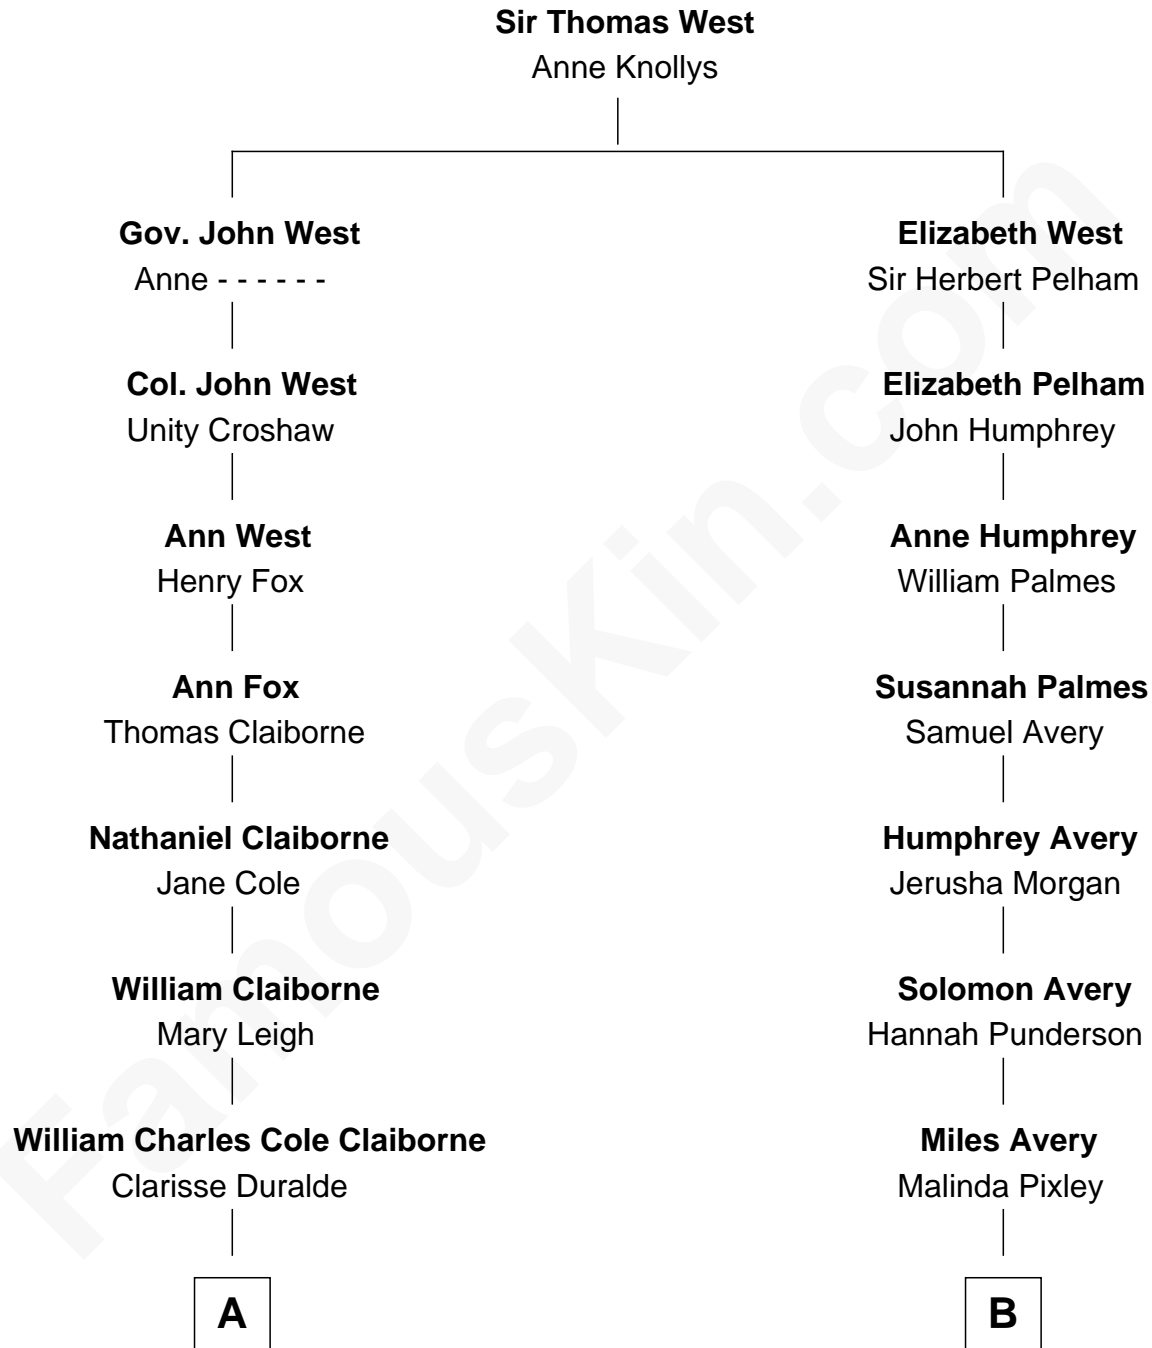 Sir Thomas West
Anne Knollys
Gov. John West
Anne - - - - - -
Col. John West
Unity Croshaw
Ann West
Henry Fox
Ann Fox
Thomas Claiborne
Nathaniel Claiborne
Jane Cole
William Claiborne
Mary Leigh
William Charles Cole Claiborne
Clarisse Duralde
A
Elizabeth West
Sir Herbert Pelham
Elizabeth Pelham
John Humphrey
Anne Humphrey
William Palmes
Susannah Palmes
Samuel Avery
Humphrey Avery
Jerusha Morgan
Solomon Avery
Hannah Punderson
Miles Avery
Malinda Pixley
B
FamousKin.com